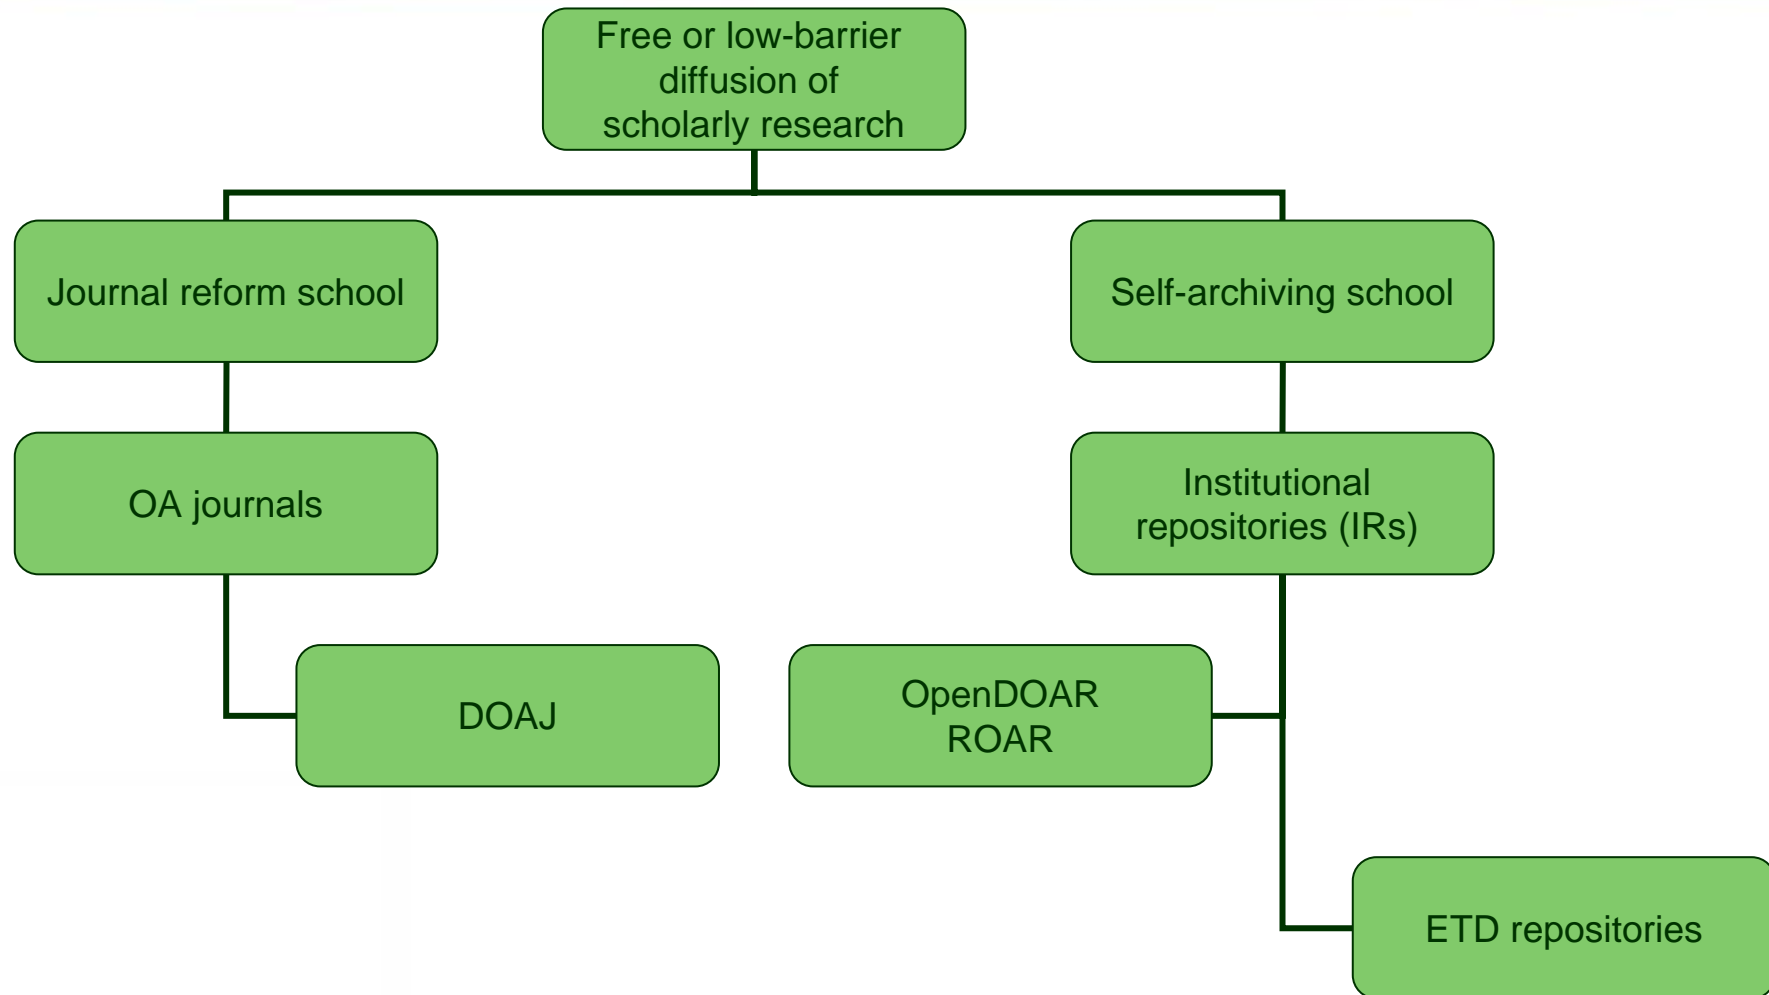 Free or low-barrier
diffusion of
scholarly research
Journal reform school
Self-archiving school
OA journals
Institutional
repositories (IRs)
DOAJ
OpenDOAR
ROAR
ETD repositories